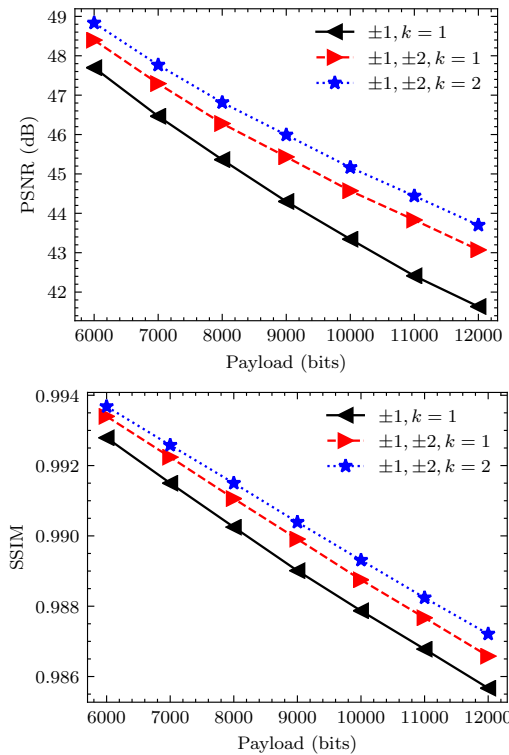 49
48
47
46
45
44
43
42
PSNR (dB)
±1, k = 1
±1, ±2, k = 1
±1, ±2, k = 2
6000 7000 8000 9000 10000 11000 12000
Payload (bits)
0.994
0.992
0.990
0.988
0.986
SSIM
±1, k = 1
±1, ±2, k = 1
±1, ±2, k = 2
6000 7000 8000 9000 10000 11000 12000
Payload (bits)